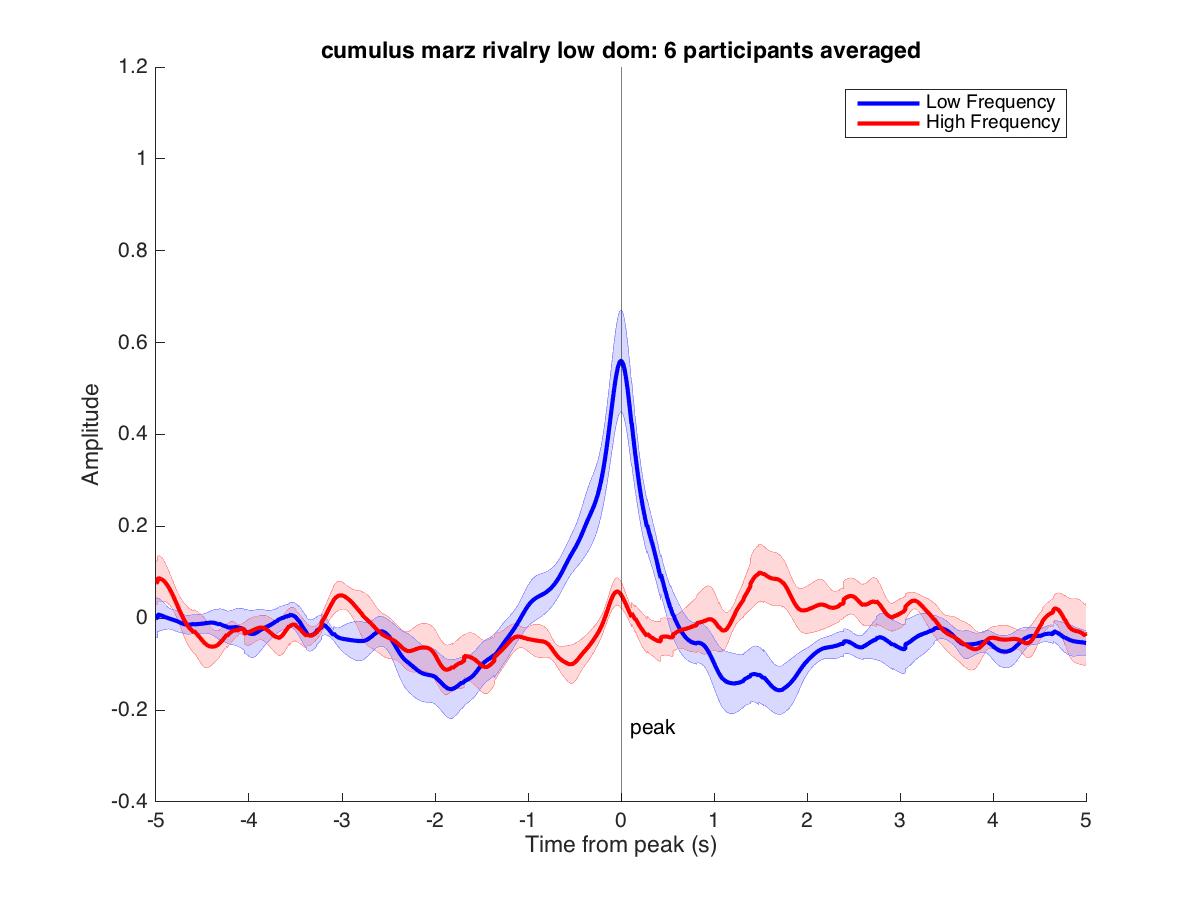 cumulus marz rivalry low dom: 6 participants averaged
Low Frequency
High Frequency
Amplitude
1.2
1
0.8
0.6
0.4
0.2
0
-0.2
-0.4
peak
-5 -4 -3 -2 -1 0 1 2 3 4 5
Time from peak (s)